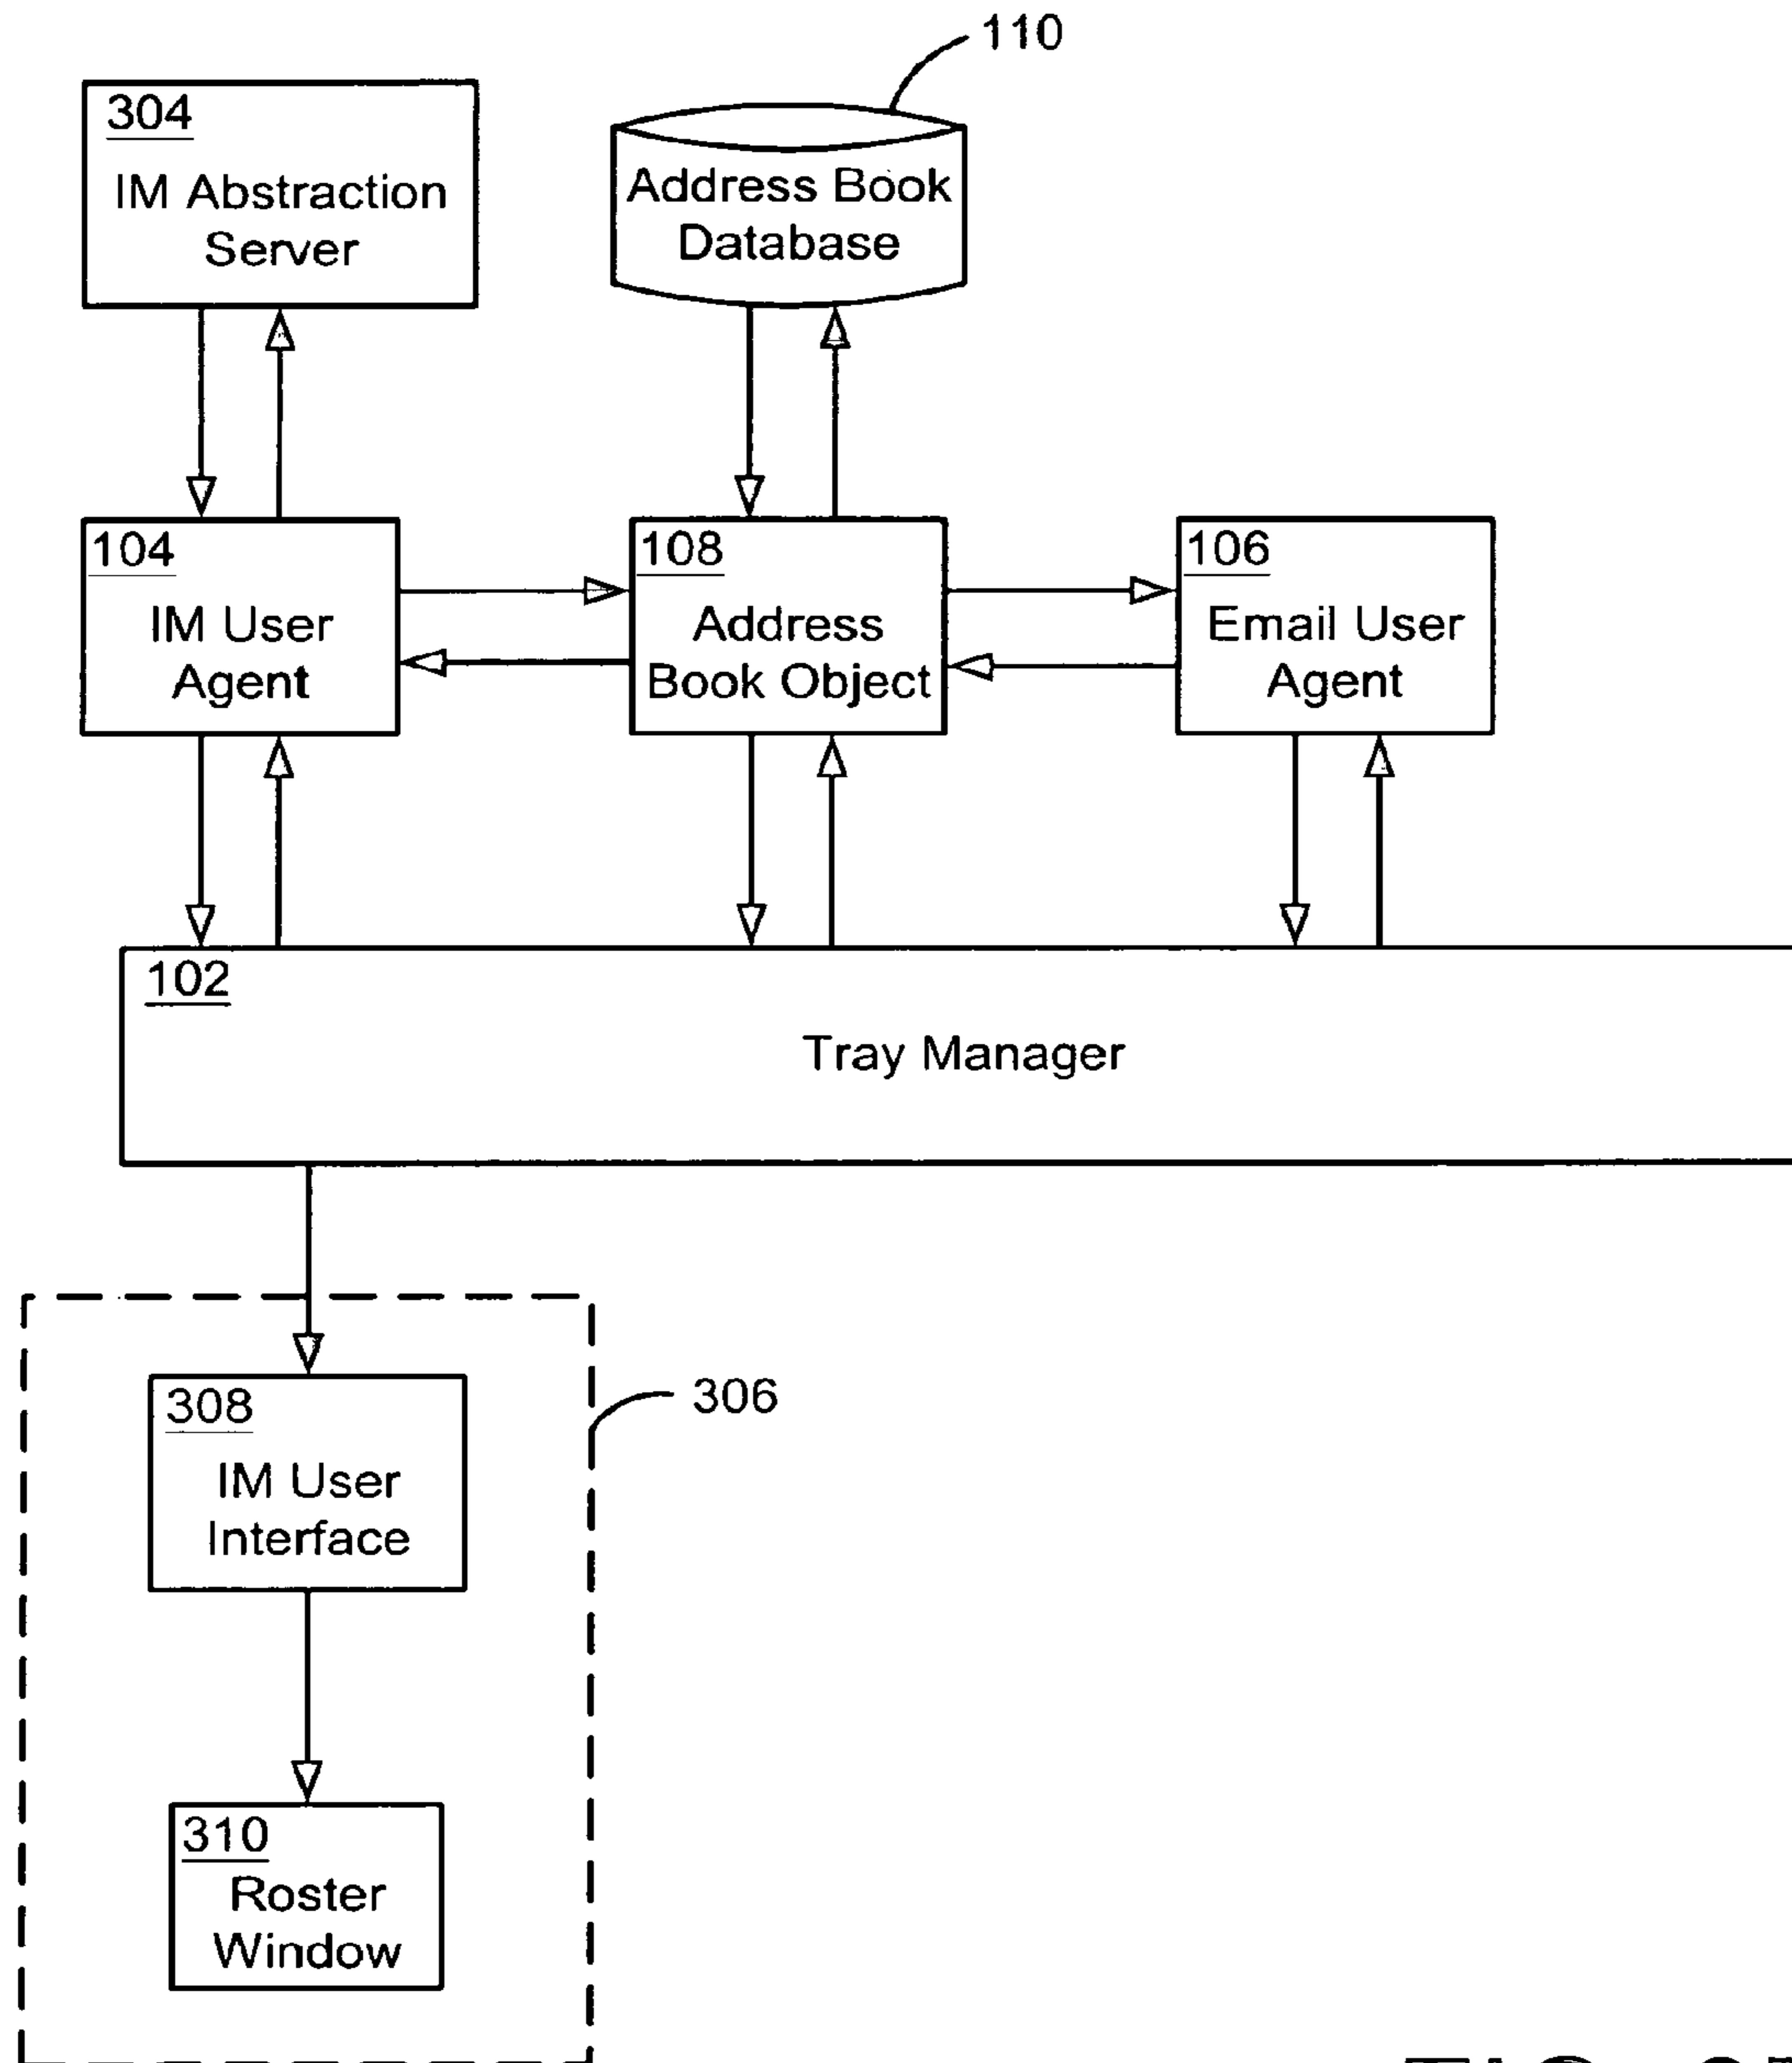 110
304
IM Abstraction
Server
Address Book
Database
104
IM User
Agent
108
Address
Book Object
106
Email User
Agent
102
Tray Manager
306
308
IM User
Interface
310
Roster
Window